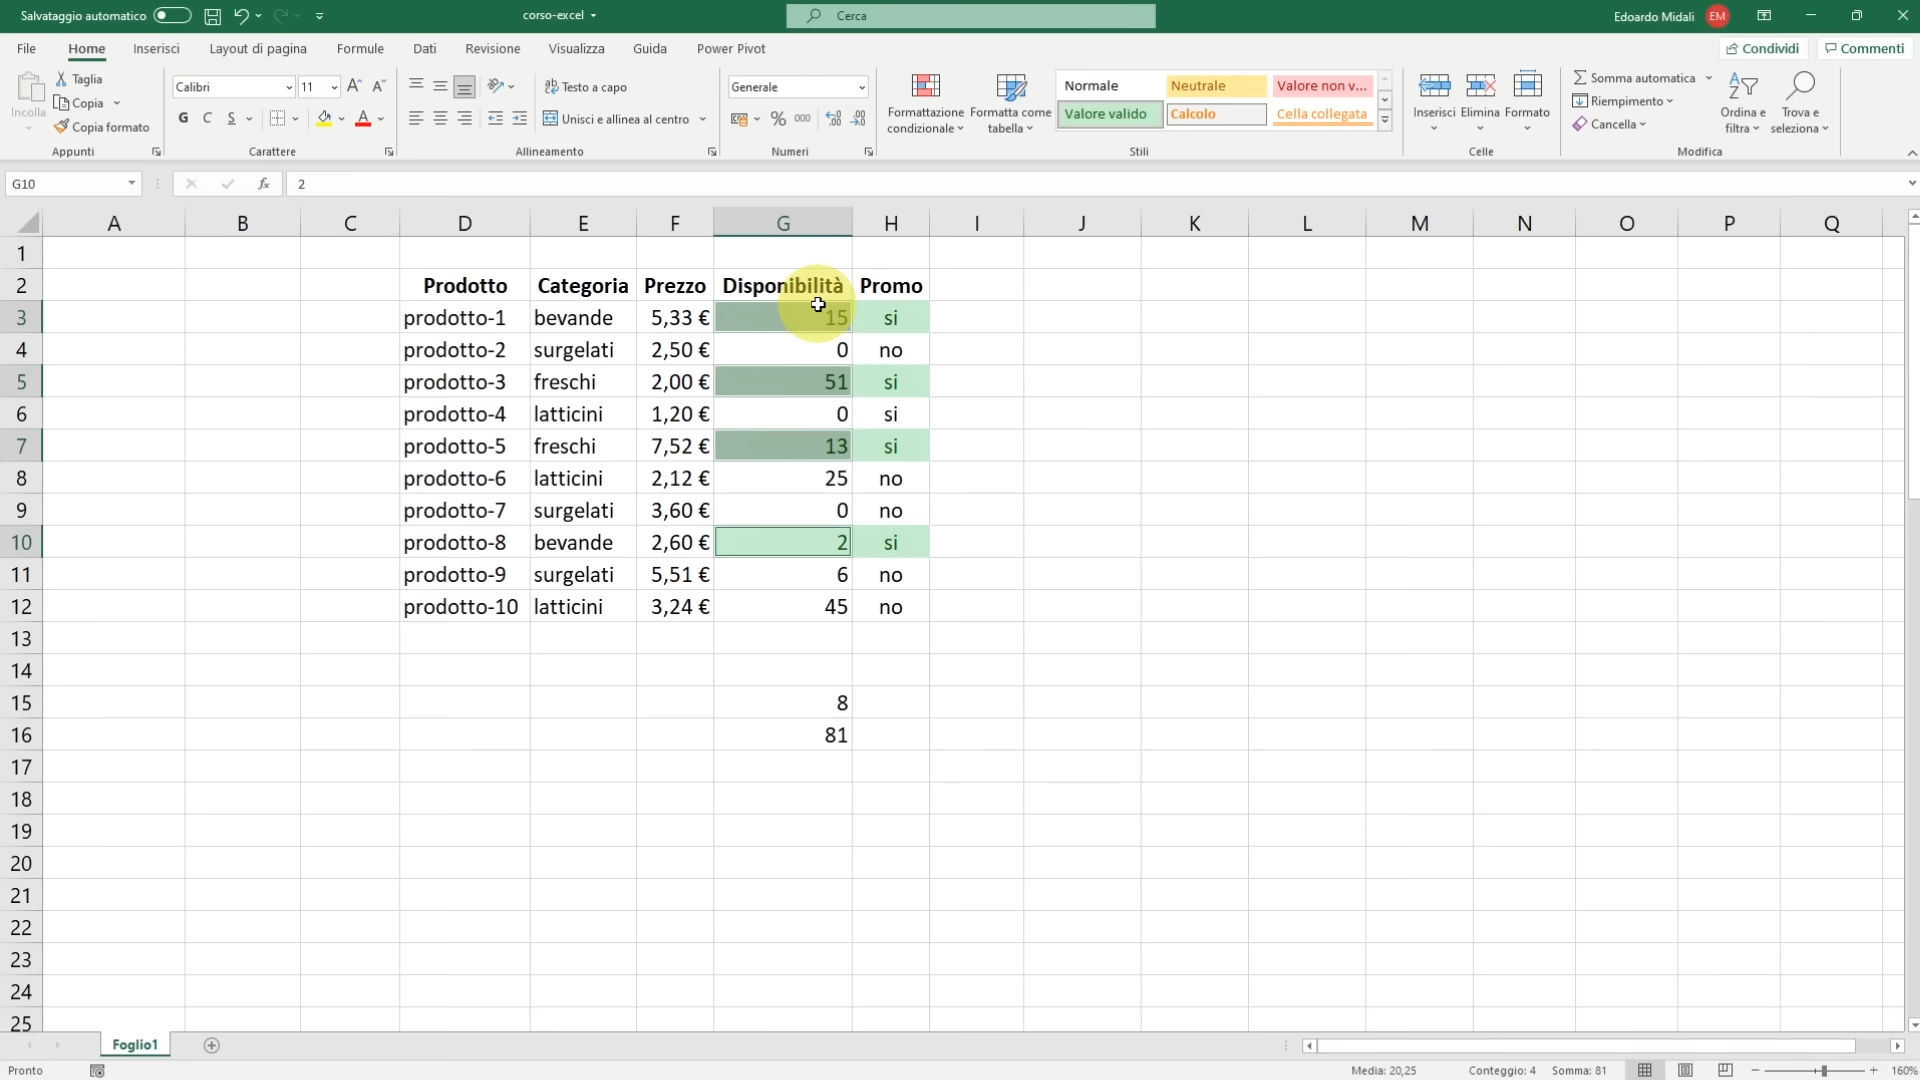 Salvataggio automatico corso-excel Cerca Edoardo Midali EM
File Home Inserisci Layout di pagina Formule Dati Revisione Visualizza Guida Power Pivot Condividi Commenti
Incolla Taglia Copia Copia formato
Appunti
Calibri 11
G C S
Carattere
Testo a capo
Unisci e allinea al centro
Allineamento
Generale
% 000
Numeri
Formattazione condizionale
Formatta come tabella
Normale Neutrale Valore non v...
Valore valido Calcolo Cella collegata
Stili
Inserisci Elimina Formato
Celle
Somma automatica
Riempimento
Cancella
Ordina e filtra
Trova e seleziona
Modifica
G10 fx 2
A B C D E F G H I J K L M N O P Q
1
2 Prodotto Categoria Prezzo Disponibilità Promo
3 prodotto-1 bevande 5,33 € 15 si
4 prodotto-2 surgelati 2,50 € 0 no
5 prodotto-3 freschi 2,00 € 51 si
6 prodotto-4 latticini 1,20 € 0 si
7 prodotto-5 freschi 7,52 € 13 si
8 prodotto-6 latticini 2,12 € 25 no
9 prodotto-7 surgelati 3,60 € 0 no
10 prodotto-8 bevande 2,60 € 2 si
11 prodotto-9 surgelati 5,51 € 6 no
12 prodotto-10 latticini 3,24 € 45 no
13
14
15 8
16 81
17
18
19
20
21
22
23
24
25
Foglio1
Pronto Media: 20,25 Conteggio: 4 Somma: 81 160%